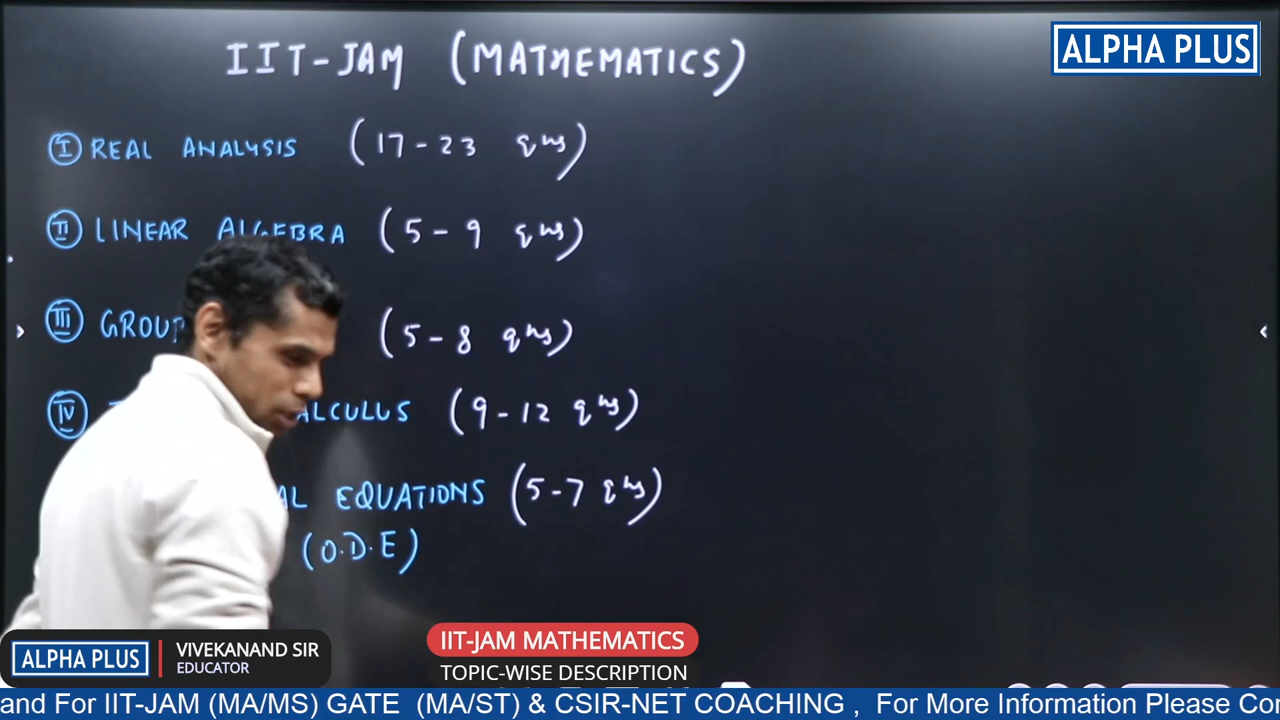 IIT-JAM (MATHEMATICS)
ALPHA PLUS
I REAL ANALYSIS (17-23 qns)
II LINEAR ALGEBRA (5-9 qns)
III GROUP (5-8 qns)
IV ALCULUS (9-12 qns)
AL EQUATIONS (5-7 qns)
(O.D.E)
ALPHA PLUS
VIVEKANAND SIR
EDUCATOR
IIT-JAM MATHEMATICS
TOPIC-WISE DESCRIPTION
and For IIT-JAM (MA/MS) GATE (MA/ST) & CSIR-NET COACHING , For More Information Please Con